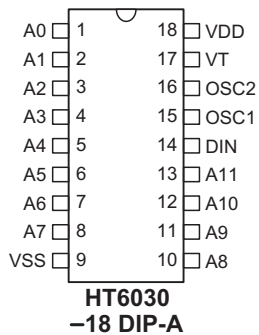 A0 1 18 VDD
A1 2 17 VT
A2 3 16 OSC2
A3 4 15 OSC1
A4 5 14 DIN
A5 6 13 A11
A6 7 12 A10
A7 8 11 A9
VSS 9 10 A8
HT6030
–18 DIP-A